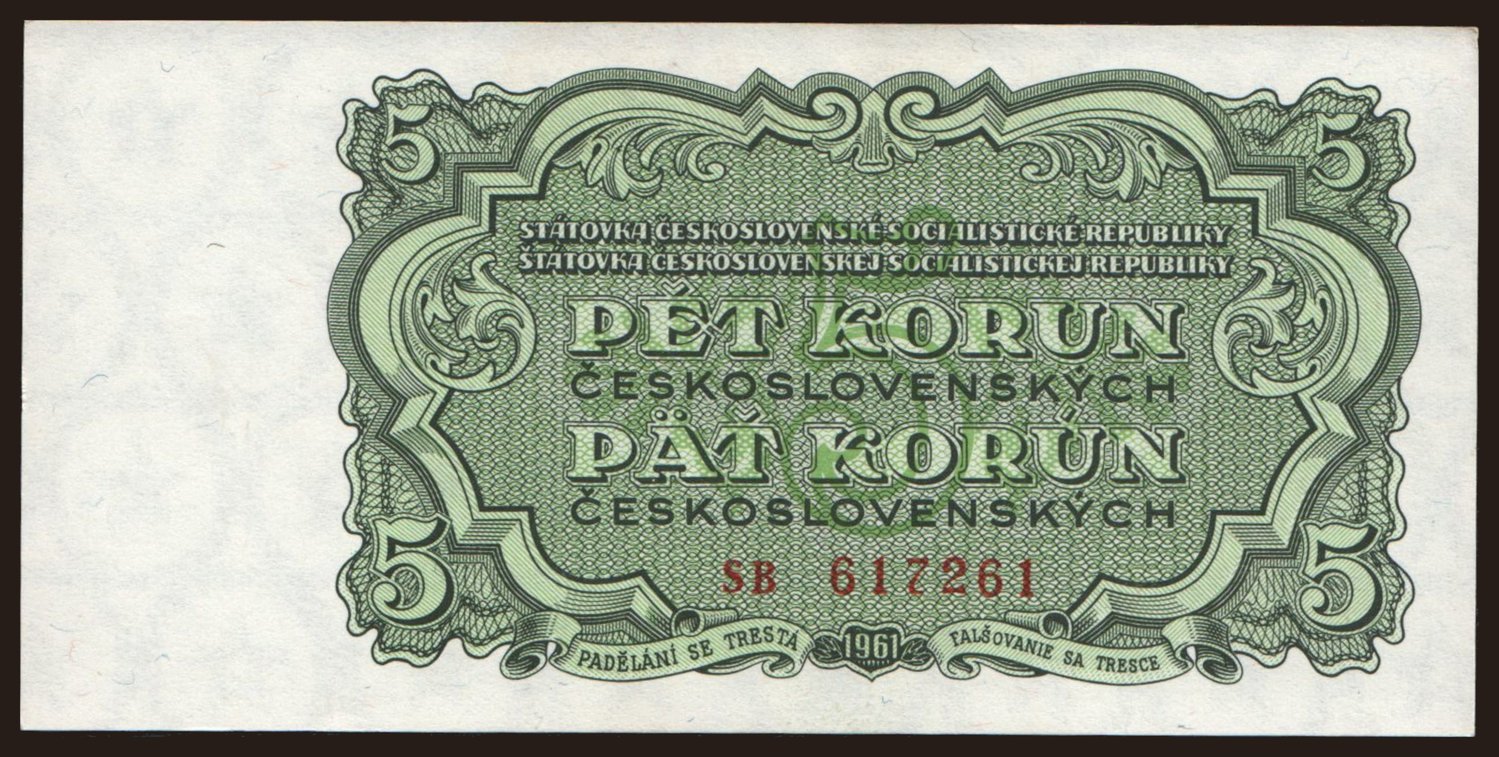 5 5
STÁTOVKA ČESKOSLOVENSKÉ SOCIALISTICKÉ REPUBLIKY
ŠTÁTOVKA ČESKOSLOVENSKEJ SOCIALISTICKEJ REPUBLIKY
PĚT KORUN
ČESKOSLOVENSKÝCH
PÄŤ KORÚN
ČESKOSLOVENSKÝCH
SB 617261
5 5
PADĚLÁNÍ SE TRESTÁ 1961 FALŠOVANIE SA TRESCE